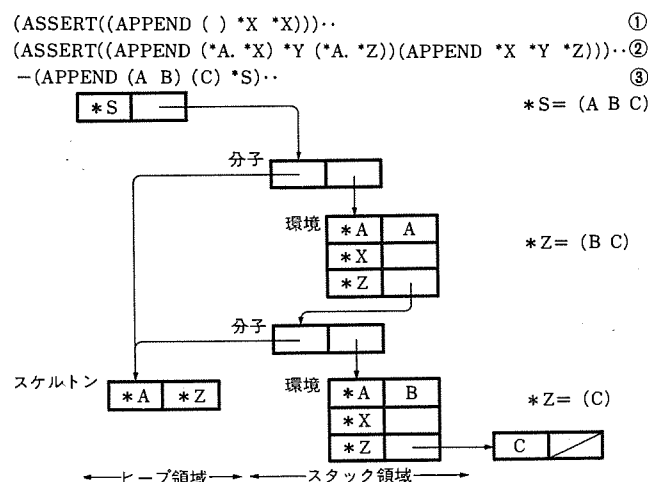 (ASSERT((APPEND ( ) *X *X)))‥ ①
(ASSERT((APPEND (*A. *X) *Y (*A. *Z))(APPEND *X *Y *Z)))‥②
−(APPEND (A B) (C) *S)‥ ③
*S
*S= (A B C)
分子
環境
*A A
*X
*Z
*Z= (B C)
分子
スケルトン
*A *Z
環境
*A B
*X
*Z
*Z= (C)
C
ヒープ領域
スタック領域